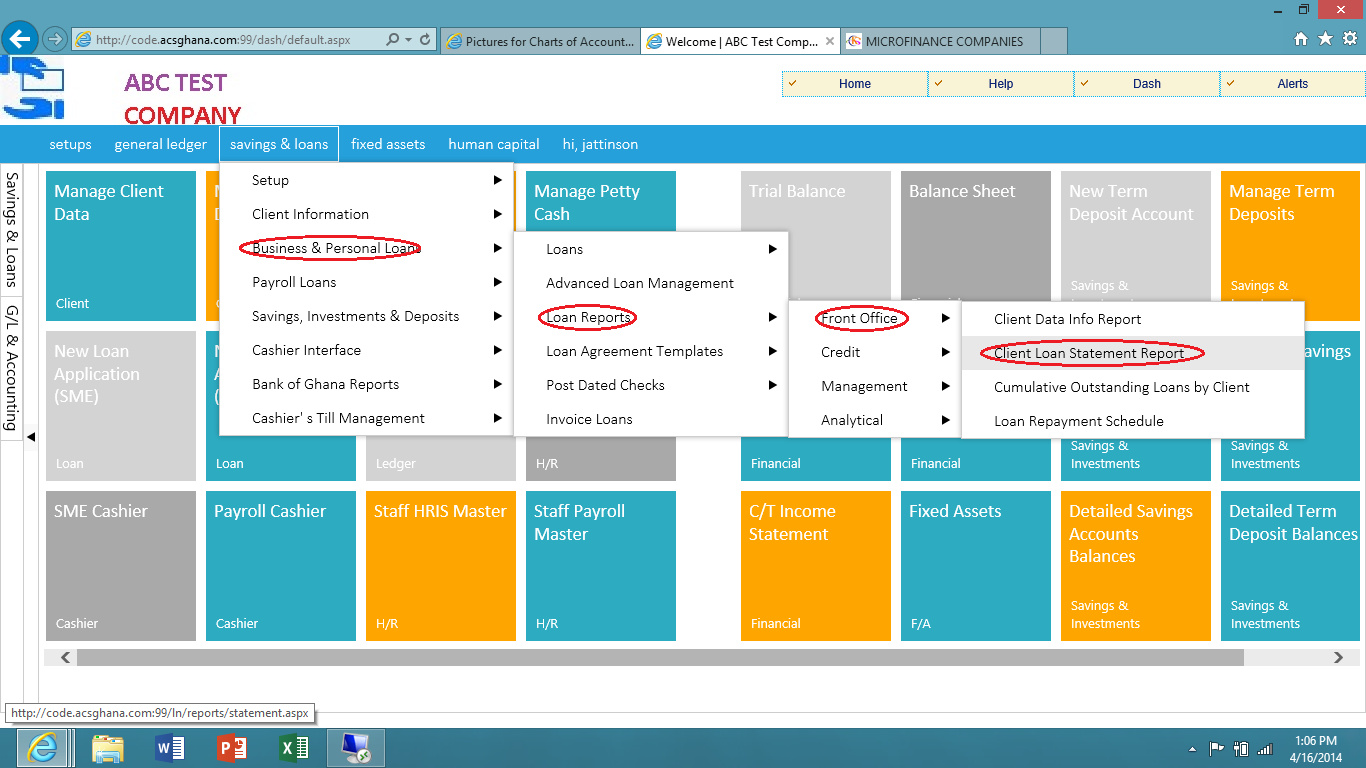 http://code.acsghana.com:99/dash/default.aspx
Pictures for Charts of Account...
Welcome | ABC Test Comp...
MICROFINANCE COMPANIES
ABC TEST
COMPANY
Home
Help
Dash
Alerts
setups
general ledger
savings & loans
fixed assets
human capital
hi, jattinson
Savings & Loans
G/L & Accounting
Setup
Client Information
Business & Personal Loans
Payroll Loans
Savings, Investments & Deposits
Cashier Interface
Bank of Ghana Reports
Cashier' s Till Management
Loans
Advanced Loan Management
Loan Reports
Loan Agreement Templates
Post Dated Checks
Invoice Loans
Front Office
Credit
Management
Analytical
Client Data Info Report
Client Loan Statement Report
Cumulative Outstanding Loans by Client
Loan Repayment Schedule
Manage Client
Data
Client
Manage Petty
Cash
Trial Balance
Balance Sheet
New Term
Deposit Account
Savings &
Manage Term
Deposits
New Loan
Application
(SME)
Loan
Loan
Ledger
H/R
Financial
Financial
Savings &
Investments
Savings &
Investments
SME Cashier
Cashier
Payroll Cashier
Cashier
Staff HRIS Master
H/R
Staff Payroll
Master
H/R
C/T Income
Statement
Financial
Fixed Assets
F/A
Detailed Savings
Accounts
Balances
Savings &
Investments
Detailed Term
Deposit Balances
Savings &
Investments
http://code.acsghana.com:99/ln/reports/statement.aspx
1:06 PM
4/16/2014